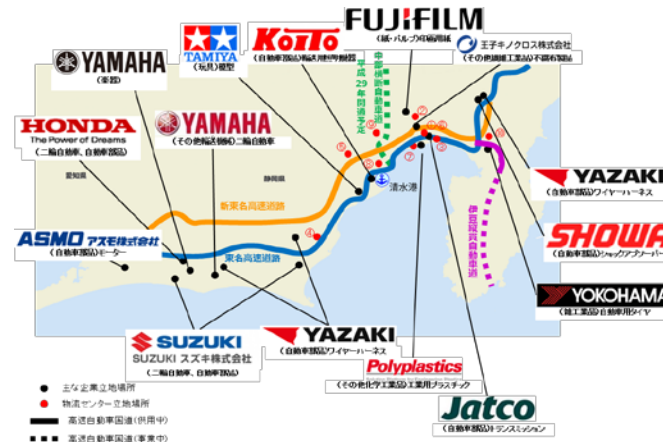 FUJIFILM
(紙・パルプ)印画用紙
王子キノクロス株式会社
(その他繊維工業品)不織布製品
TAMIYA
(玩具)模型
KOITO
(自動車部品)輸送用照明機器
YAMAHA
(楽器)
中部横断自動車道
平成29年開通予定
HONDA
The Power of Dreams
(二輪自動車、自動車部品)
YAMAHA
(その他輸送機械)二輪自動車
愛知県
静岡県
清水港
新東名高速道路
東名高速道路
伊豆縦貫自動車道
④
⑤
⑧
⑨
②
⑦
③
YAZAKI
(自動車部品)ワイヤーハーネス
SHOWA
(自動車部品)ショックアブソーバー
YOKOHAMA
(雑工業品)自動車用タイヤ
ASMO アスモ株式会社
(自動車部品)モーター
SUZUKI
SUZUKI スズキ株式会社
(二輪自動車、自動車部品)
YAZAKI
(自動車部品)ワイヤーハーネス
Polyplastics
(その他化学工業品)工業用プラスチック
Jatco
(自動車部品)トランスミッション
主な企業立地場所
物流センター立地場所
高速自動車国道(供用中)
高速自動車国道(事業中)